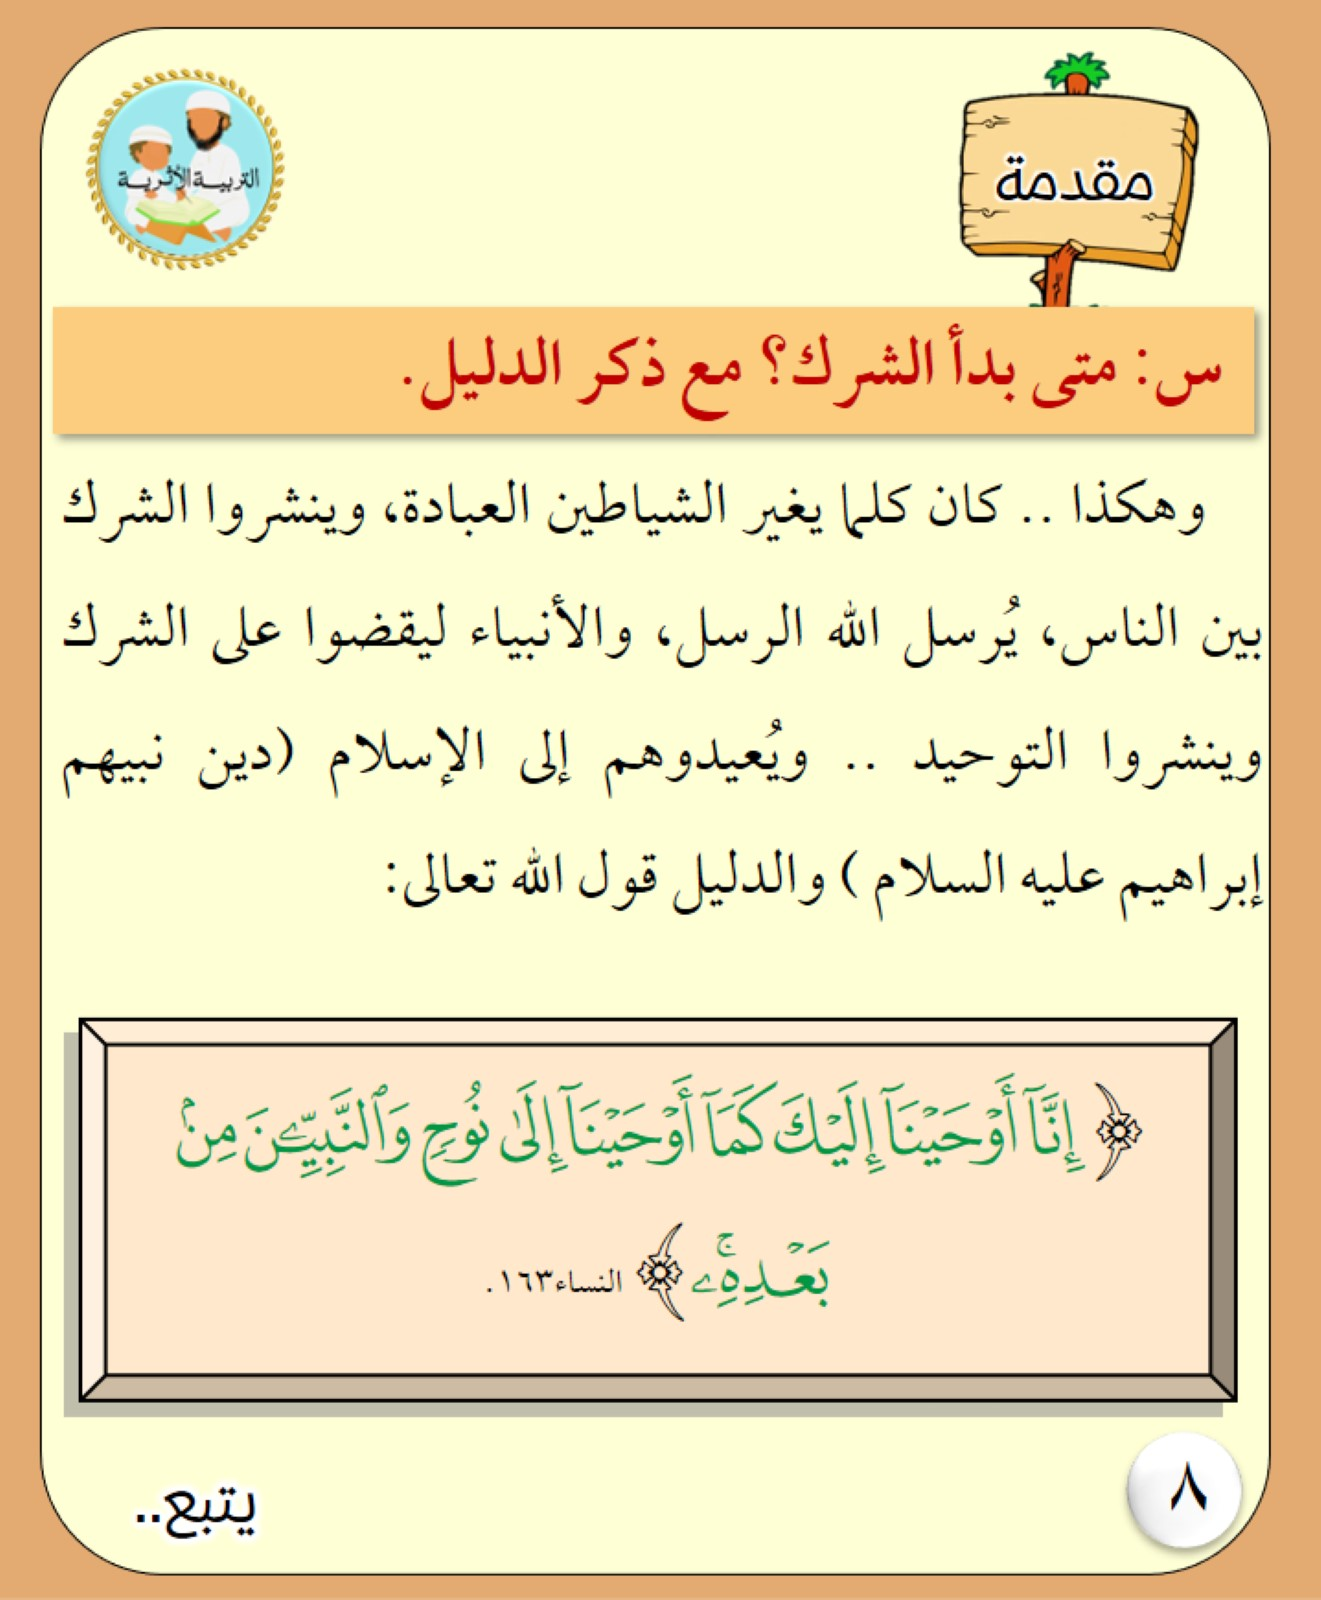 مقدمة
التربيــة الأثريــة
س: متى بدأ الشرك؟ مع ذكر الدليل.
وهكذا .. كان كلما يغير الشياطين العبادة، وينشروا الشرك
بين الناس، يُرسل الله الرسل، والأنبياء ليقضوا على الشرك
وينشروا التوحيد .. ويُعيدوهم إلى الإسلام (دين نبيهم
إبراهيم عليه السلام ) والدليل قول الله تعالى:
﴿ إِنَّآ أَوۡحَيۡنَآ إِلَيۡكَ كَمَآ أَوۡحَيۡنَآ إِلَىٰ نُوحٖ وَٱلنَّبِيِّـۧنَ مِنۢ
بَعۡدِهِۦۚ ﴾ النساء١٦٣.
٨
يتبع..